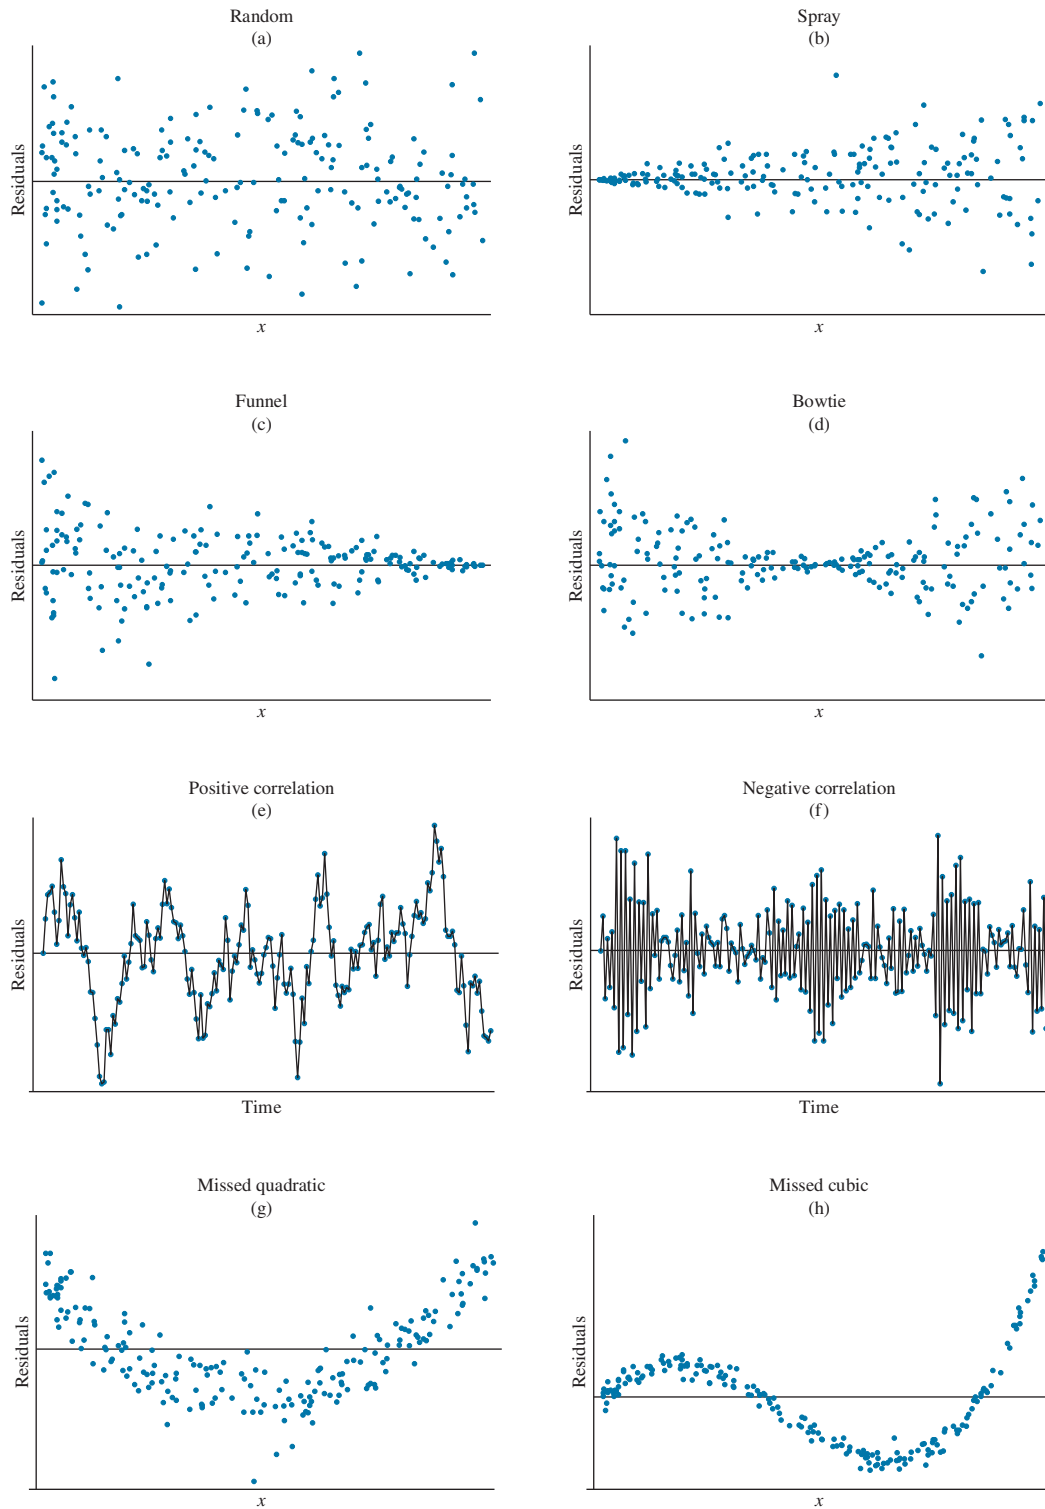 Random
(a)
Residuals
x
Spray
(b)
Residuals
x
Funnel
(c)
Residuals
x
Bowtie
(d)
Residuals
x
Positive correlation
(e)
Residuals
Time
Negative correlation
(f)
Residuals
Time
Missed quadratic
(g)
Residuals
x
Missed cubic
(h)
Residuals
x